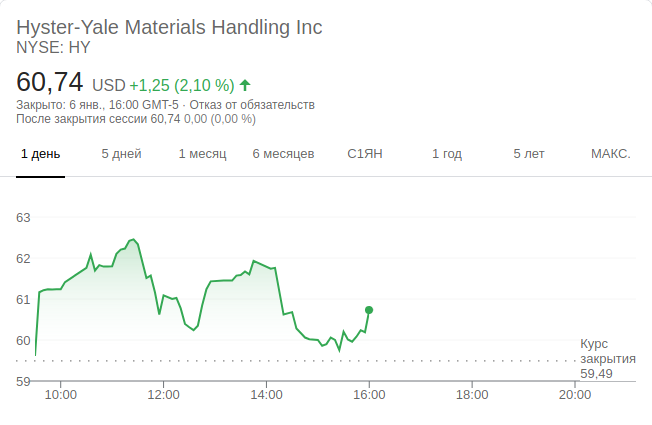 Hyster-Yale Materials Handling Inc
NYSE: HY
60,74 USD +1,25 (2,10 %)
Закрыто: 6 янв., 16:00 GMT-5 · Отказ от обязательств
После закрытия сессии 60,74 0,00 (0,00 %)
1 день 5 дней 1 месяц 6 месяцев С1ЯН 1 год 5 лет МАКС.
63
62
61
60
Курс
закрытия
59,49
59
10:00 12:00 14:00 16:00 18:00 20:00